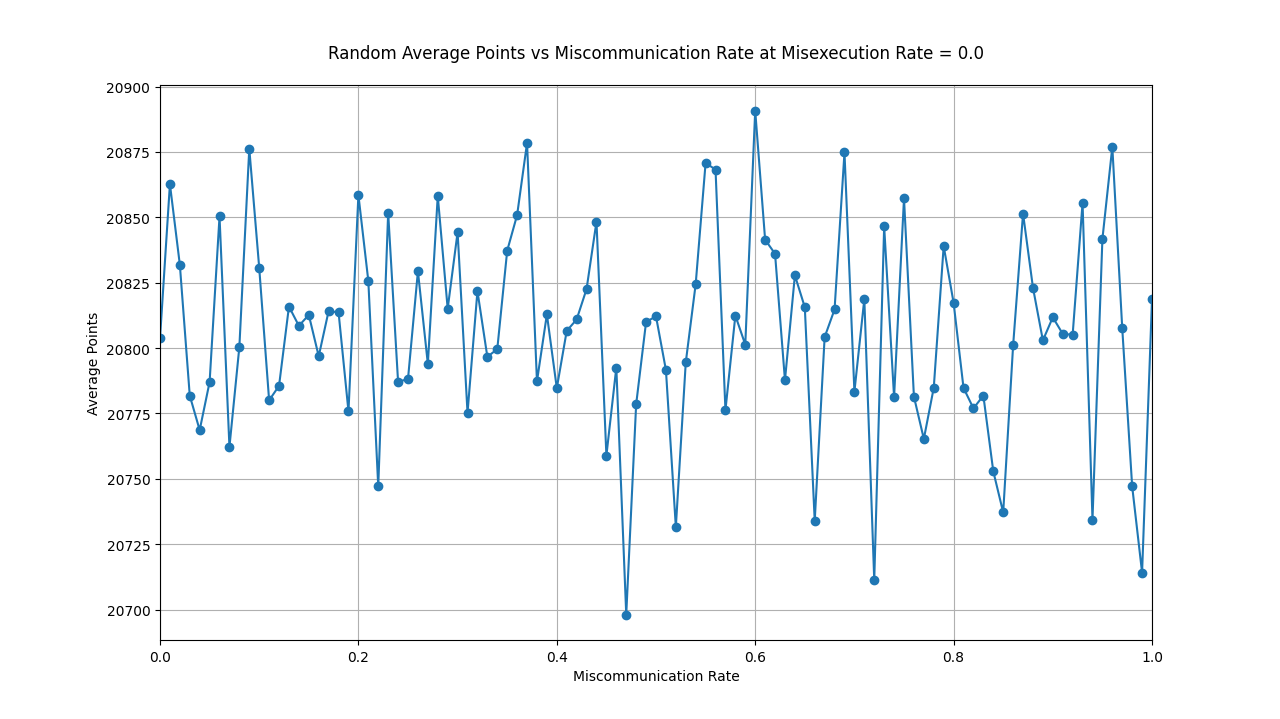 Random Average Points vs Miscommunication Rate at Misexecution Rate = 0.0
20900
20875
20850
20825
20800
20775
20750
20725
20700
Average Points
0.0 0.2 0.4 0.6 0.8 1.0
Miscommunication Rate